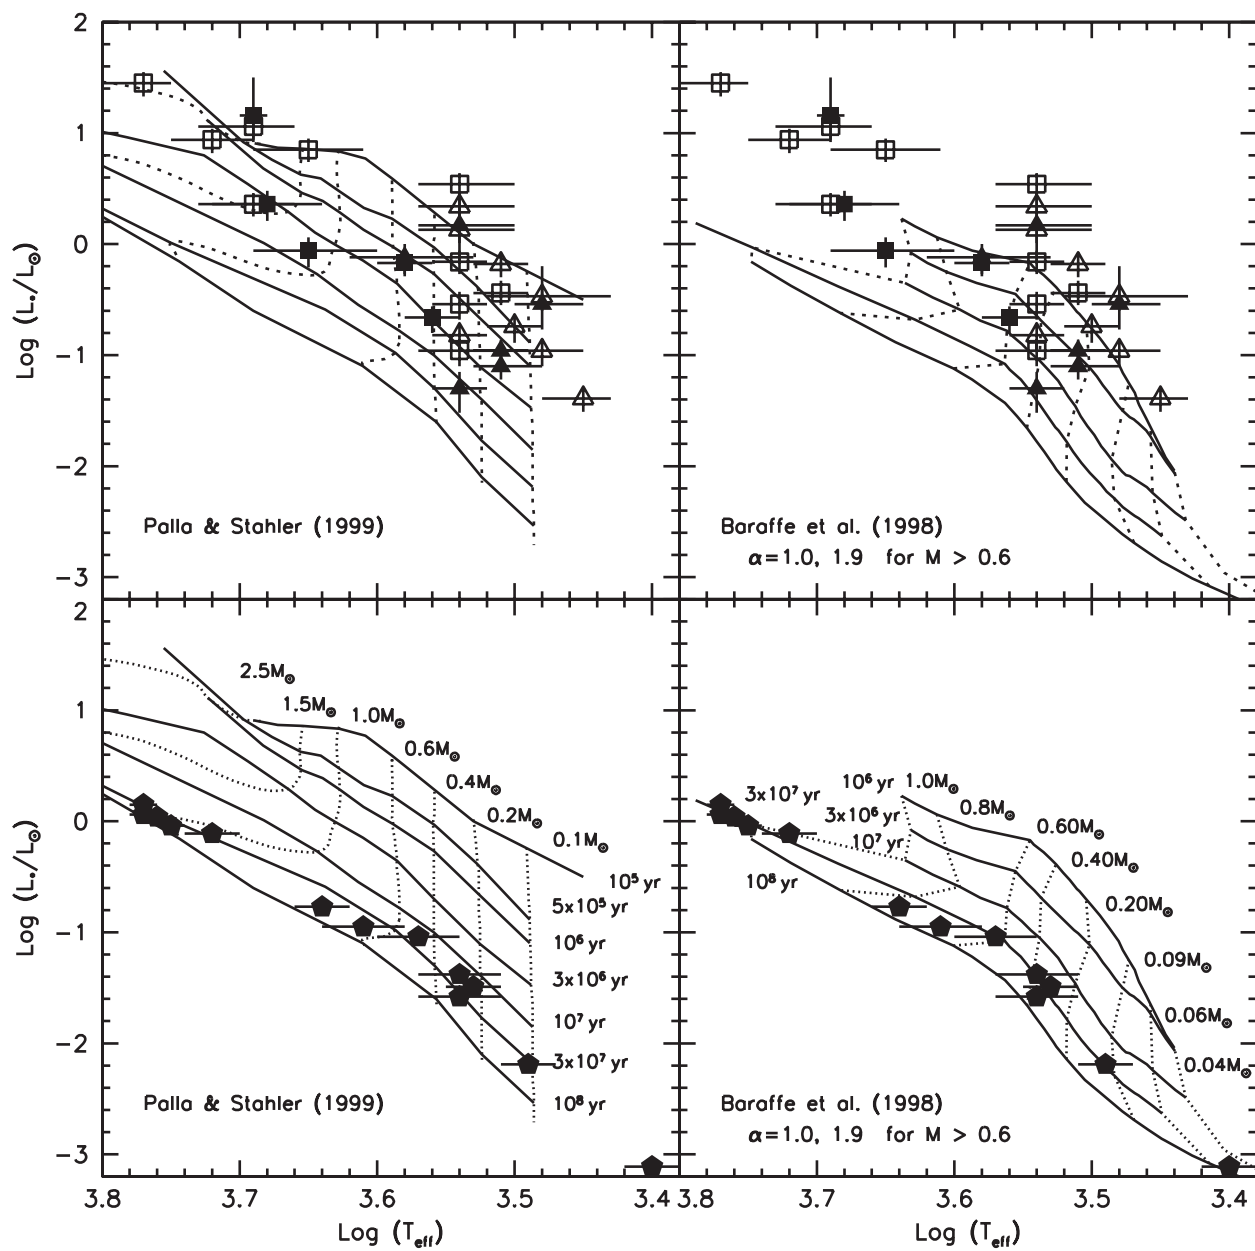 2
1
0
−1
−2
−3
Log (L*/L☉)
Palla & Stahler (1999)
Baraffe et al. (1998)
α=1.0, 1.9 for M > 0.6
2
1
0
−1
−2
−3
Log (L*/L☉)
2.5M☉
1.5M☉
1.0M☉
0.6M☉
0.4M☉
0.2M☉
0.1M☉
10⁵ yr
5x10⁵ yr
10⁶ yr
3x10⁶ yr
10⁷ yr
3x10⁷ yr
10⁸ yr
Palla & Stahler (1999)
3x10⁷ yr
10⁶ yr
3x10⁶ yr
10⁷ yr
10⁸ yr
1.0M☉
0.8M☉
0.60M☉
0.40M☉
0.20M☉
0.09M☉
0.06M☉
0.04M☉
Baraffe et al. (1998)
α=1.0, 1.9 for M > 0.6
3.8 3.7 3.6 3.5 3.4 3.8 3.7 3.6 3.5 3.4
Log (Teff) Log (Teff)